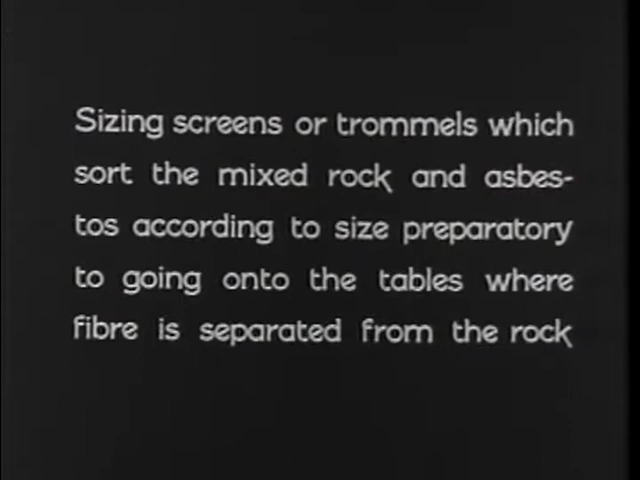 Sizing screens or trommels which
sort the mixed rock and asbes-
tos according to size preparatory
to going onto the tables where
fibre is separated from the rock